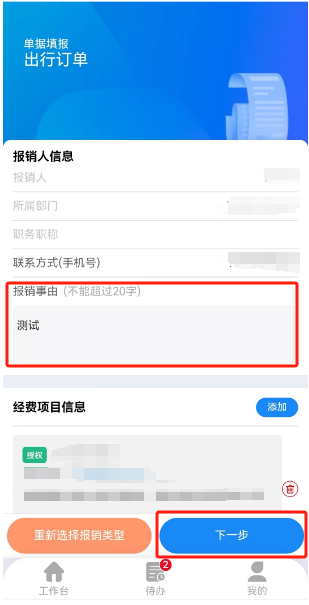 单据填报
出行订单
报销人信息
报销人
所属部门
职务职称
联系方式(手机号)
报销事由 (不能超过20字)
测试
经费项目信息
添加
授权
重新选择报销类型
下一步
2
工作台
待办
我的